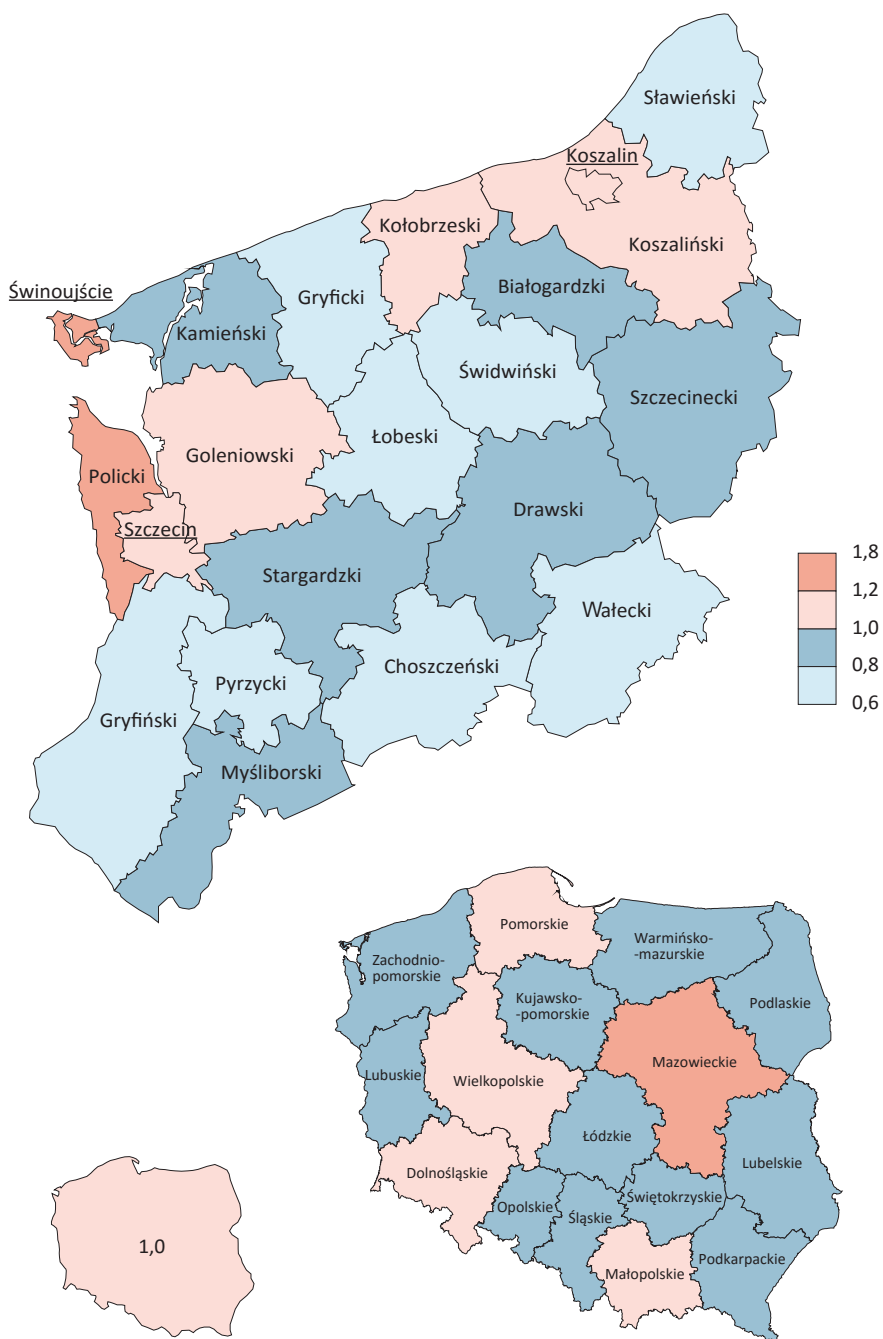 Sławieński
Koszalin
Kołobrzeski
Koszaliński
Świnoujście
Gryficki
Białogardzki
Kamieński
Świdwiński
Szczecinecki
Łobeski
Goleniowski
Policki
Drawski
Szczecin
Stargardzki
Wałecki
Choszczeński
Pyrzycki
Gryfiński
Myśliborski
1,8
1,2
1,0
0,8
0,6
Pomorskie
Warmińsko-
-mazurskie
Zachodnio-
pomorskie
Kujawsko-
-pomorskie
Podlaskie
Mazowieckie
Lubuskie
Wielkopolskie
Łódzkie
Lubelskie
Dolnośląskie
Świętokrzyskie
Opolskie
Śląskie
Podkarpackie
Małopolskie
1,0